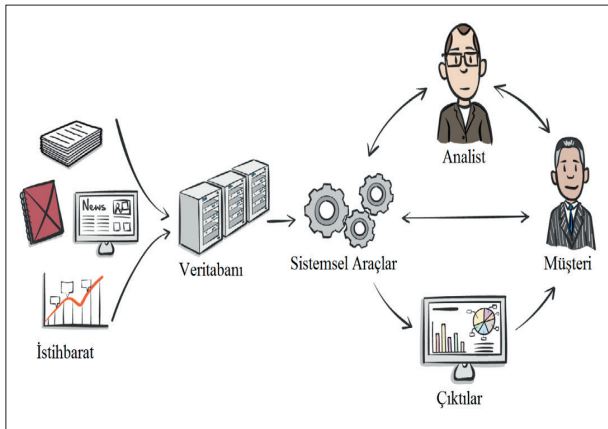 Analist
News
Veritabanı
Sistemsel Araçlar
Müşteri
İstihbarat
Çıktılar